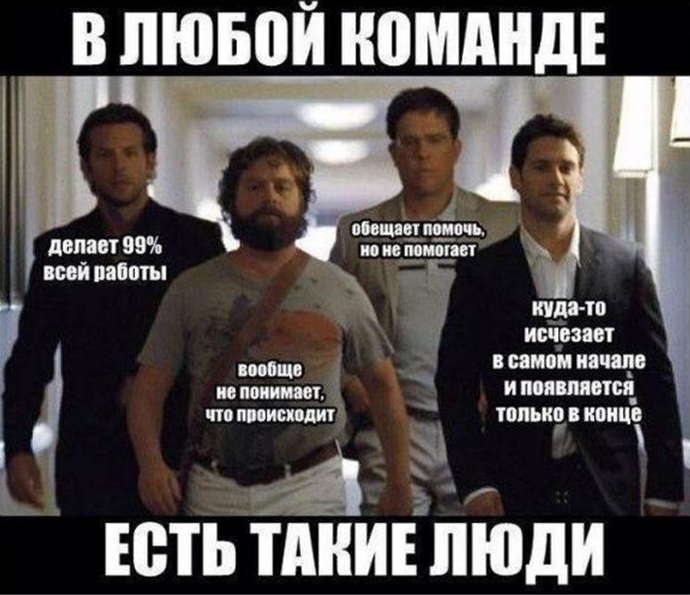 В ЛЮБОЙ КОМАНДЕ
делает 99%
всей работы
вообще
не понимает,
что происходит
обещает помочь,
но не помогает
куда-то
исчезает
в самом начале
и появляется
только в конце
ЕСТЬ ТАКИЕ ЛЮДИ